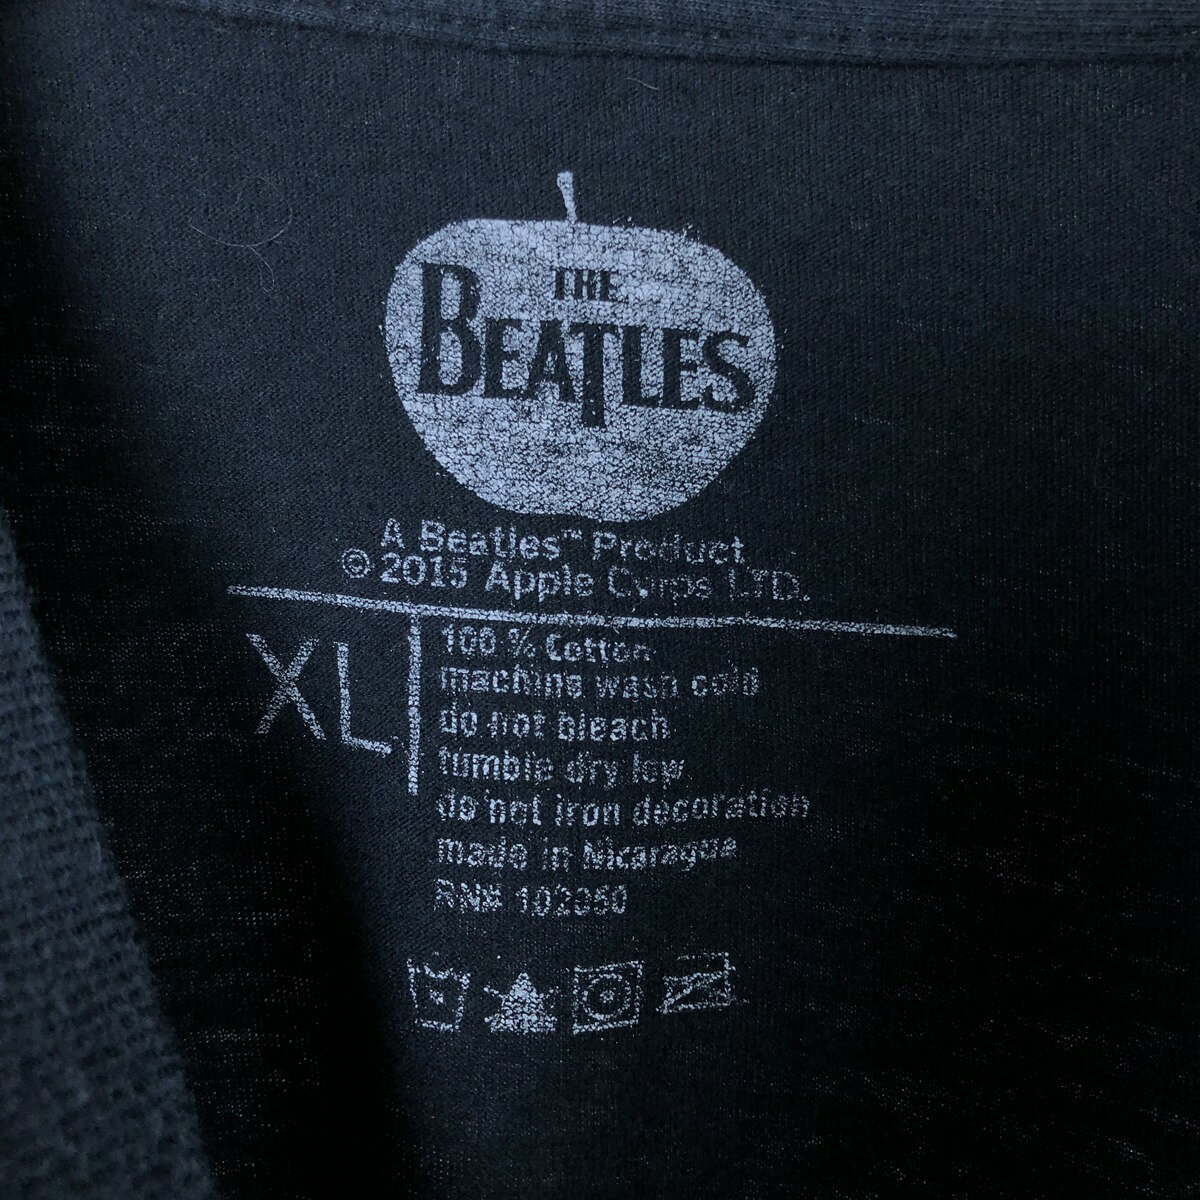 THE
BEATLES
A Beatles™ Product
© 2015 Apple Corps LTD.
XL
100 % Cotton
machine wash cold
do not bleach
tumble dry low
do not iron decoration
made in Nicaragua
RN#